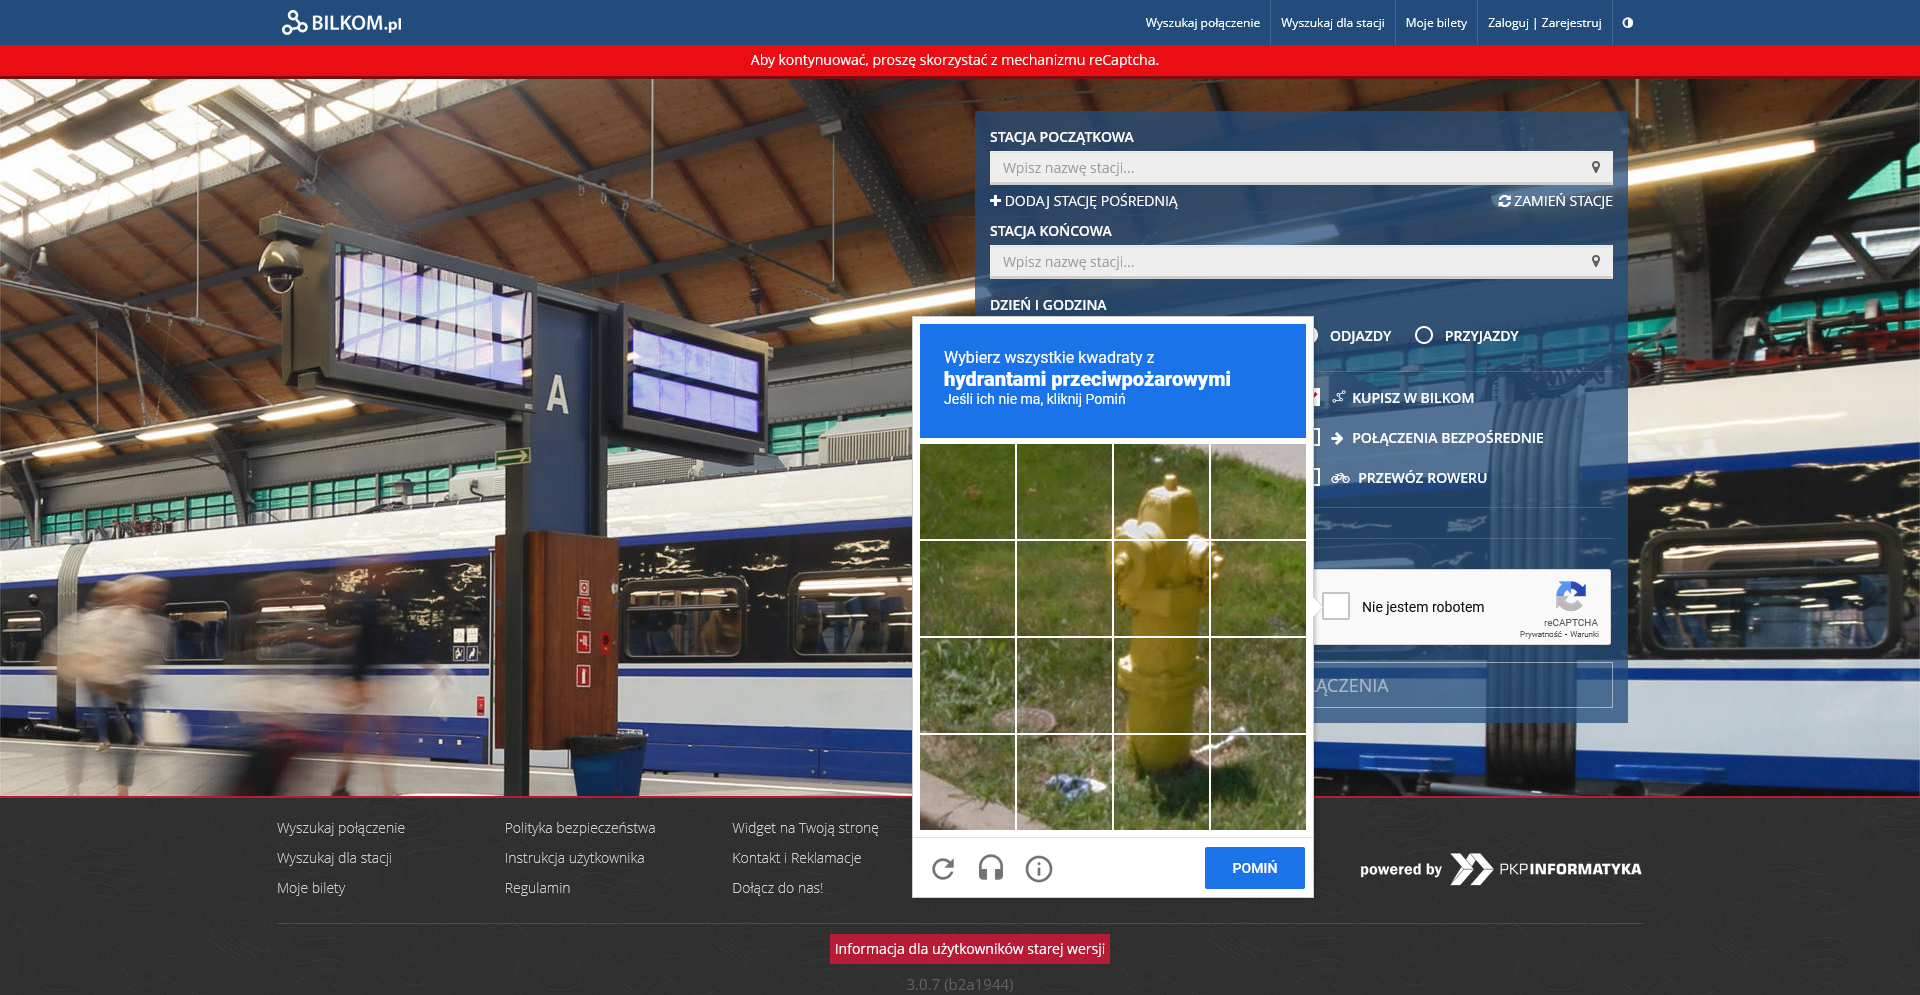 BILKOM.pl
Wyszukaj połączenie
Wyszukaj dla stacji
Moje bilety
Zaloguj | Zarejestruj
Aby kontynuować, proszę skorzystać z mechanizmu reCaptcha.
STACJA POCZĄTKOWA
Wpisz nazwę stacji...
DODAJ STACJĘ POŚREDNIĄ
ZAMIEŃ STACJE
STACJA KOŃCOWA
Wpisz nazwę stacji...
DZIEŃ I GODZINA
ODJAZDY
PRZYJAZDY
KUPISZ W BILKOM
POŁĄCZENIA BEZPOŚREDNIE
PRZEWÓZ ROWERU
A
Wybierz wszystkie kwadraty z
hydrantami przeciwpożarowymi
Jeśli ich nie ma, kliknij Pomiń
Nie jestem robotem
reCAPTCHA
Prywatność - Warunki
ĄCZENIA
POMIŃ
Wyszukaj połączenie
Wyszukaj dla stacji
Moje bilety
Polityka bezpieczeństwa
Instrukcja użytkownika
Regulamin
Widget na Twoją stronę
Kontakt i Reklamacje
Dołącz do nas!
powered by PKPINFORMATYKA
Informacja dla użytkowników starej wersji
3.0.7 (b2a1944)